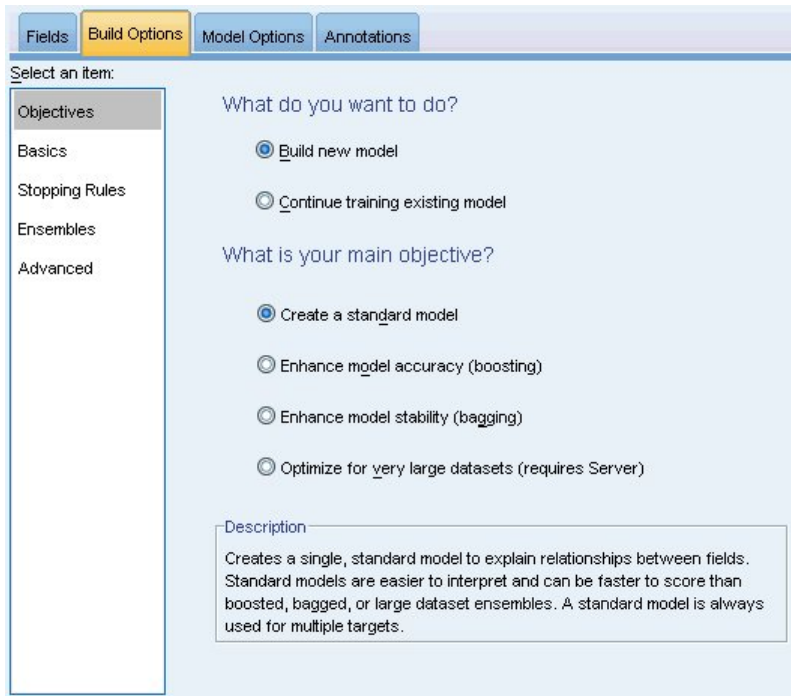 Fields
Build Options
Model Options
Annotations
Select an item:
Objectives
Basics
Stopping Rules
Ensembles
Advanced
What do you want to do?
Build new model
Continue training existing model
What is your main objective?
Create a standard model
Enhance model accuracy (boosting)
Enhance model stability (bagging)
Optimize for very large datasets (requires Server)
Description
Creates a single, standard model to explain relationships between fields.
Standard models are easier to interpret and can be faster to score than
boosted, bagged, or large dataset ensembles. A standard model is always
used for multiple targets.